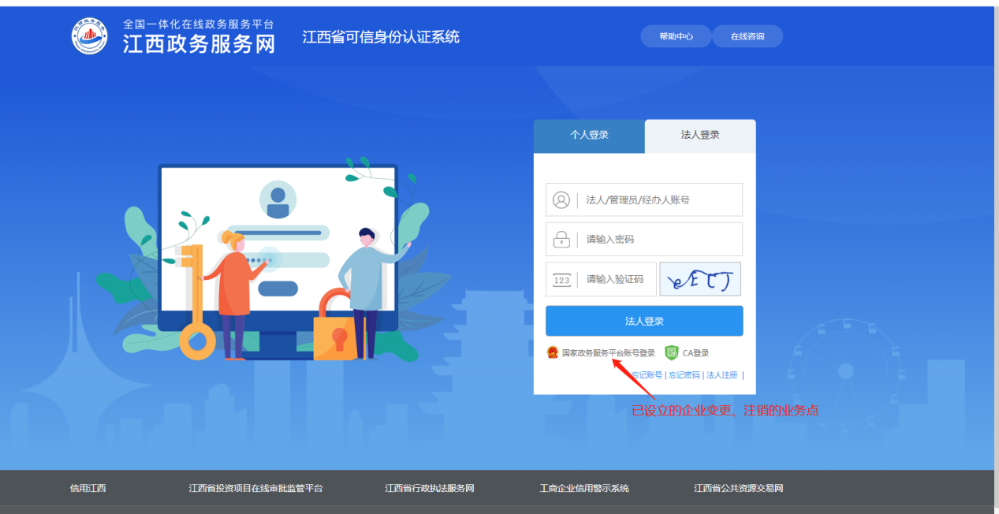 全国一体化在线政务服务平台
江西政务服务网
江西省可信身份认证系统
帮助中心
在线咨询
个人登录
法人登录
法人/管理员/经办人账号
请输入密码
123
请输入验证码
eECJ
法人登录
国家政务服务平台账号登录
CA登录
忘记账号 | 忘记密码 | 法人注册 |
已设立的企业变更、注销的业务点
信用江西
江西省投资项目在线审批监管平台
江西省行政执法服务网
工商企业信用警示系统
江西省公共资源交易网